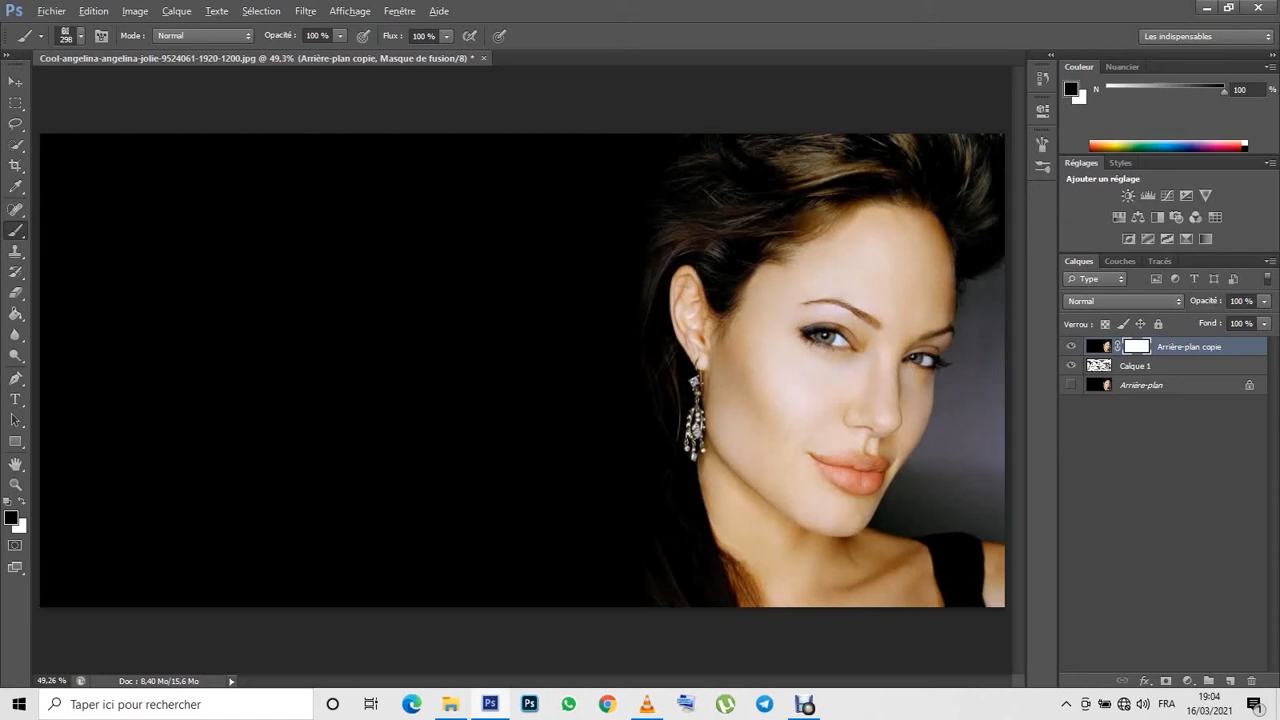 Ps Fichier Edition Image Calque Texte Sélection Filtre Affichage Fenêtre Aide
298 Mode : Normal Opacité : 100 % Flux : 100 % Les indispensables
Cool-angelina-angelina-jolie-9524061-1920-1200.jpg @ 49,3% (Arrière-plan copie, Masque de fusion/8) *
Couleur Nuancier
N 100 %
Réglages Styles
Ajouter un réglage
Calques Couches Tracés
Type
Normal Opacité : 100 %
Verrou : Fond : 100 %
Arrière-plan copie
Calque 1
Arrière-plan
49,26 % Doc : 8,40 Mo/15,6 Mo
Taper ici pour rechercher
Ps
Ps
FRA
19:04
16/03/2021
1